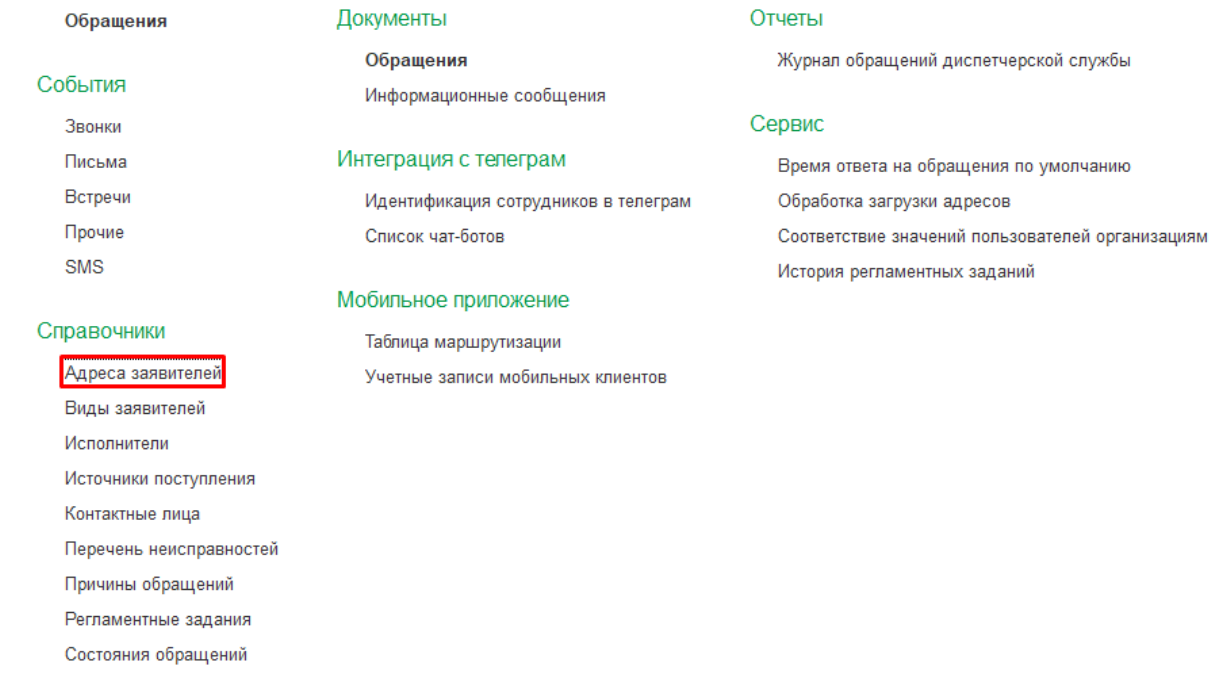 Обращения
События
Звонки
Письма
Встречи
Прочие
SMS
Справочники
Адреса заявителей
Виды заявителей
Исполнители
Источники поступления
Контактные лица
Перечень неисправностей
Причины обращений
Регламентные задания
Состояния обращений
Документы
Обращения
Информационные сообщения
Интеграция с телеграм
Идентификация сотрудников в телеграм
Список чат-ботов
Мобильное приложение
Таблица маршрутизации
Учетные записи мобильных клиентов
Отчеты
Журнал обращений диспетчерской службы
Сервис
Время ответа на обращения по умолчанию
Обработка загрузки адресов
Соответствие значений пользователей организациям
История регламентных заданий